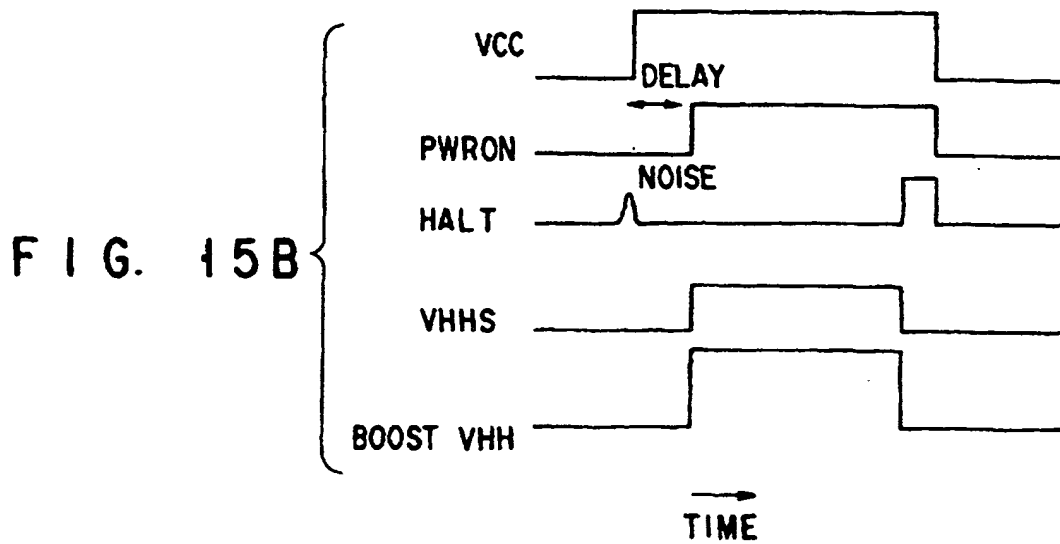 VCC
DELAY
PWRON
NOISE
HALT
FIG. 15B
VHHS
BOOST VHH
TIME